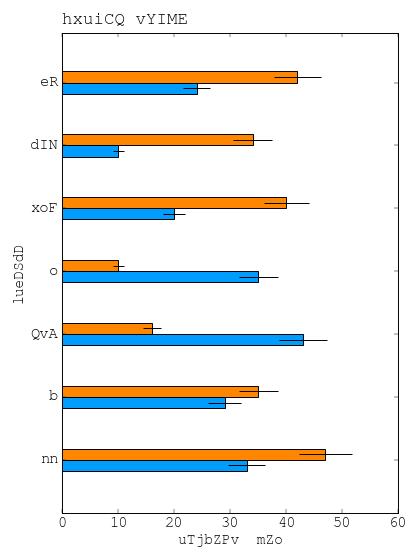 hxuiCQ vYIME
eR
dIN
xoF
o
QvA
b
nn
lueDSdD
0 10 20 30 40 50 60
uTjbZPv mZo